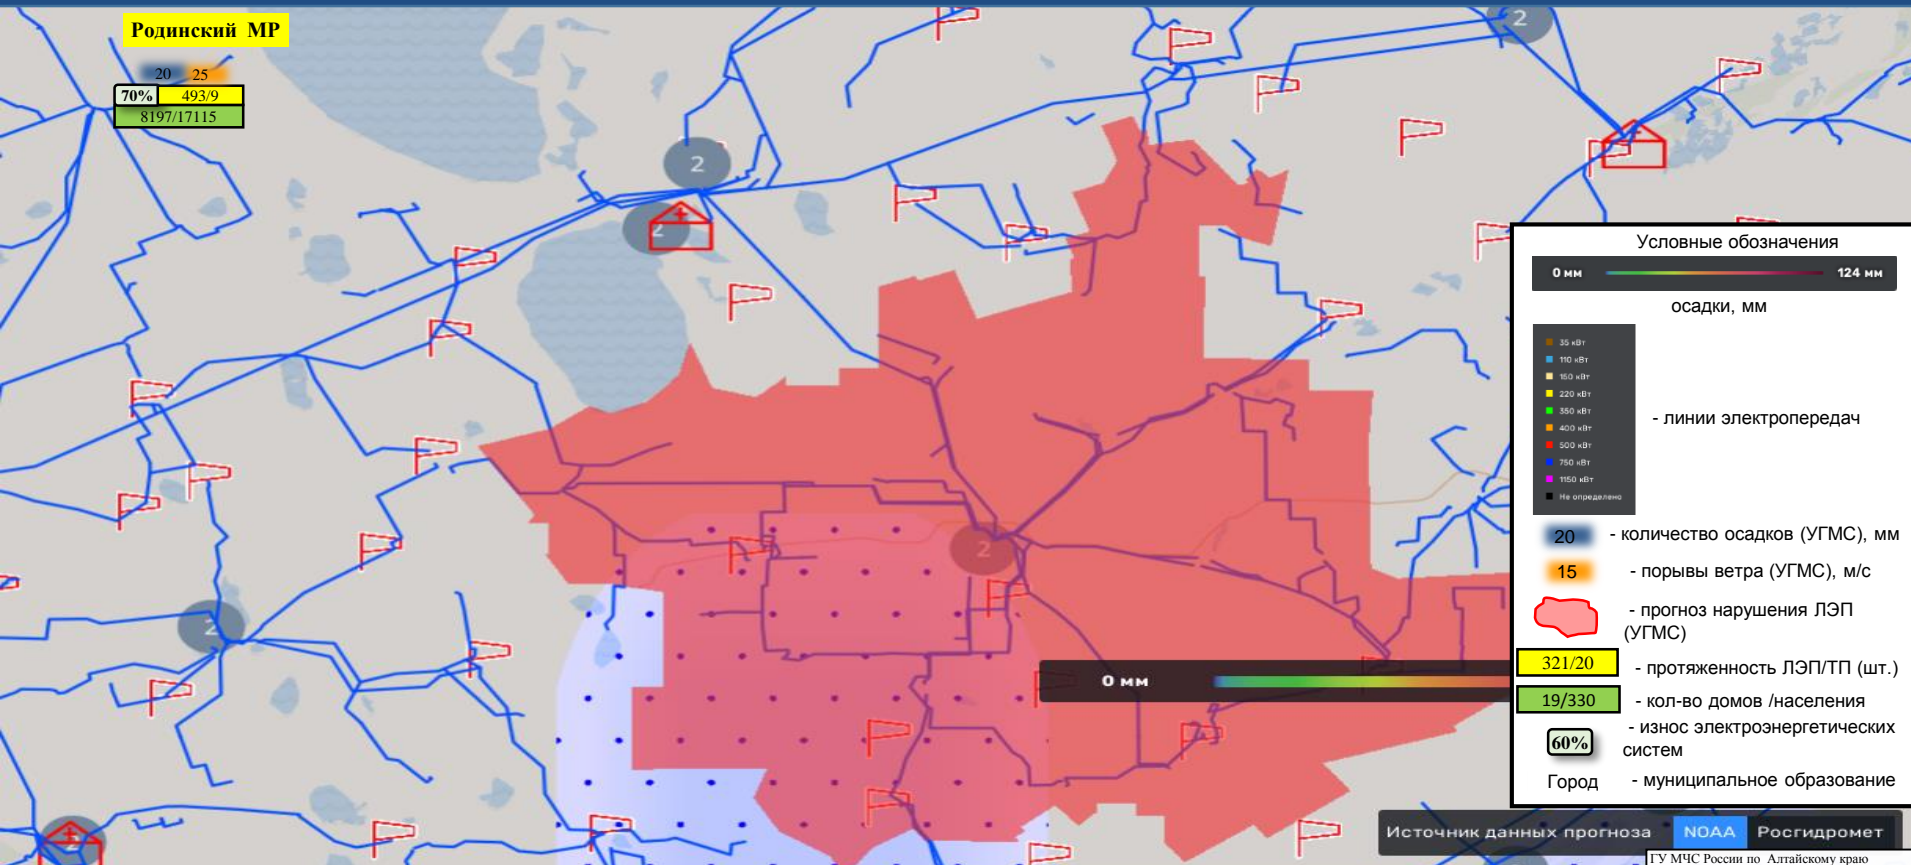 Родинский МР
20 25
70% 493/9
8197/17115
2
2
2
2
2
2
2
0 мм
Условные обозначения
0 мм 124 мм
осадки, мм
35 кВт
110 кВт
150 кВт
220 кВт
350 кВт
400 кВт
500 кВт
750 кВт
1150 кВт
Не определено
- линии электропередач
20 - количество осадков (УГМС), мм
15 - порывы ветра (УГМС), м/с
- прогноз нарушения ЛЭП
(УГМС)
321/20 - протяженность ЛЭП/ТП (шт.)
19/330 - кол-во домов /населения
60% - износ электроэнергетических
систем
Город - муниципальное образование
Источник данных прогноза NOAA Росгидромет
ГУ МЧС России по Алтайскому краю